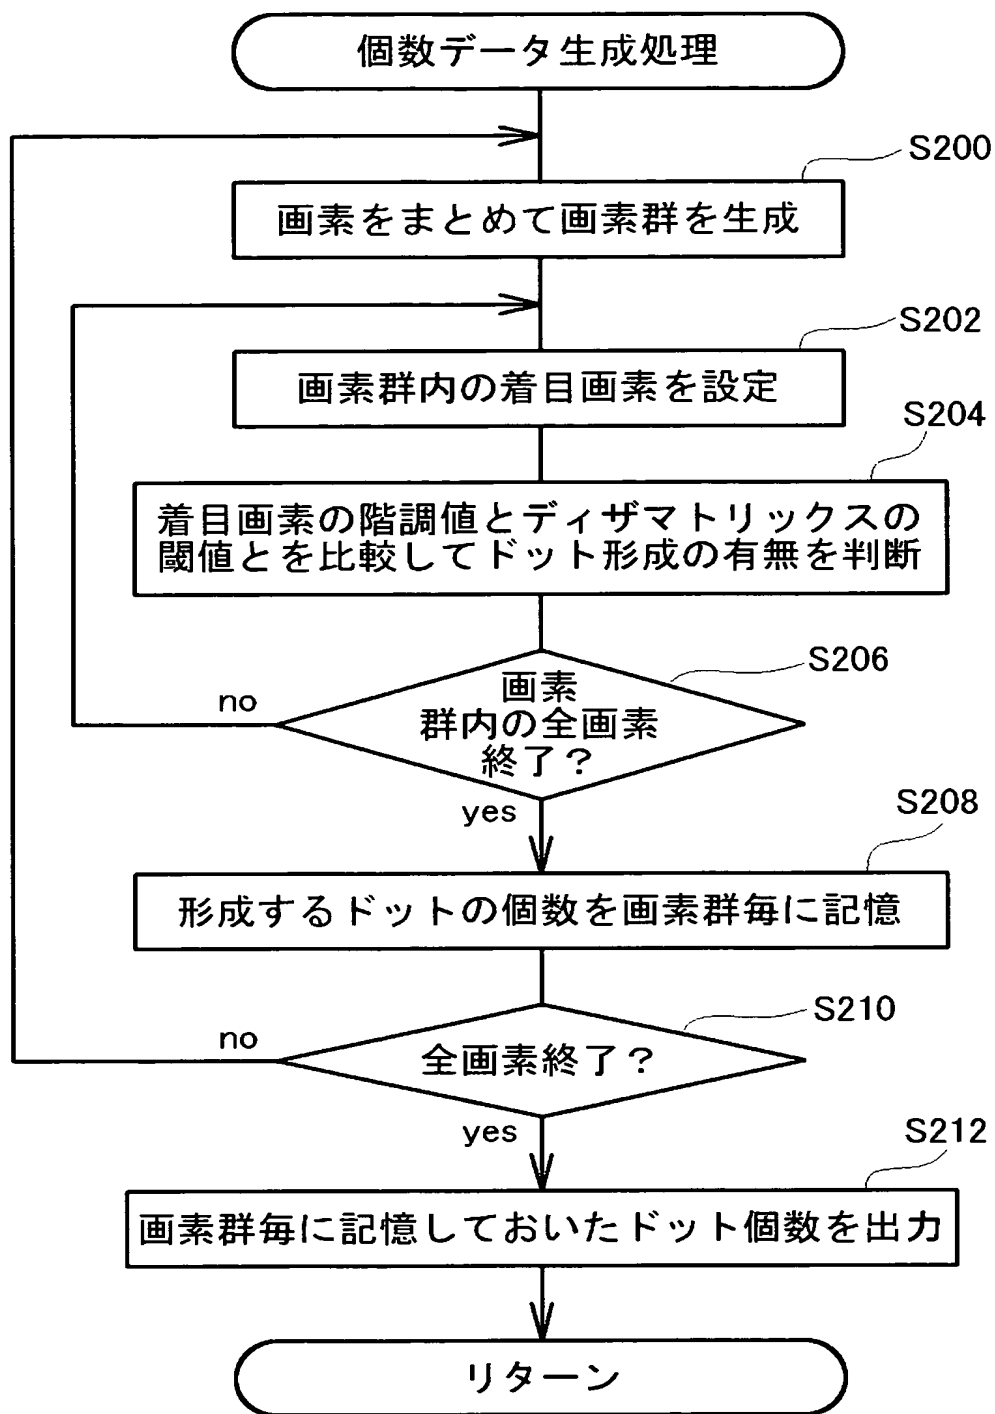 個数データ生成処理
S200
画素をまとめて画素群を生成
S202
画素群内の着目画素を設定
S204
着目画素の階調値とディザマトリックスの
閾値とを比較してドット形成の有無を判断
S206
画素
群内の全画素
終了?
no
yes
S208
形成するドットの個数を画素群毎に記憶
S210
全画素終了?
no
yes
S212
画素群毎に記憶しておいたドット個数を出力
リターン